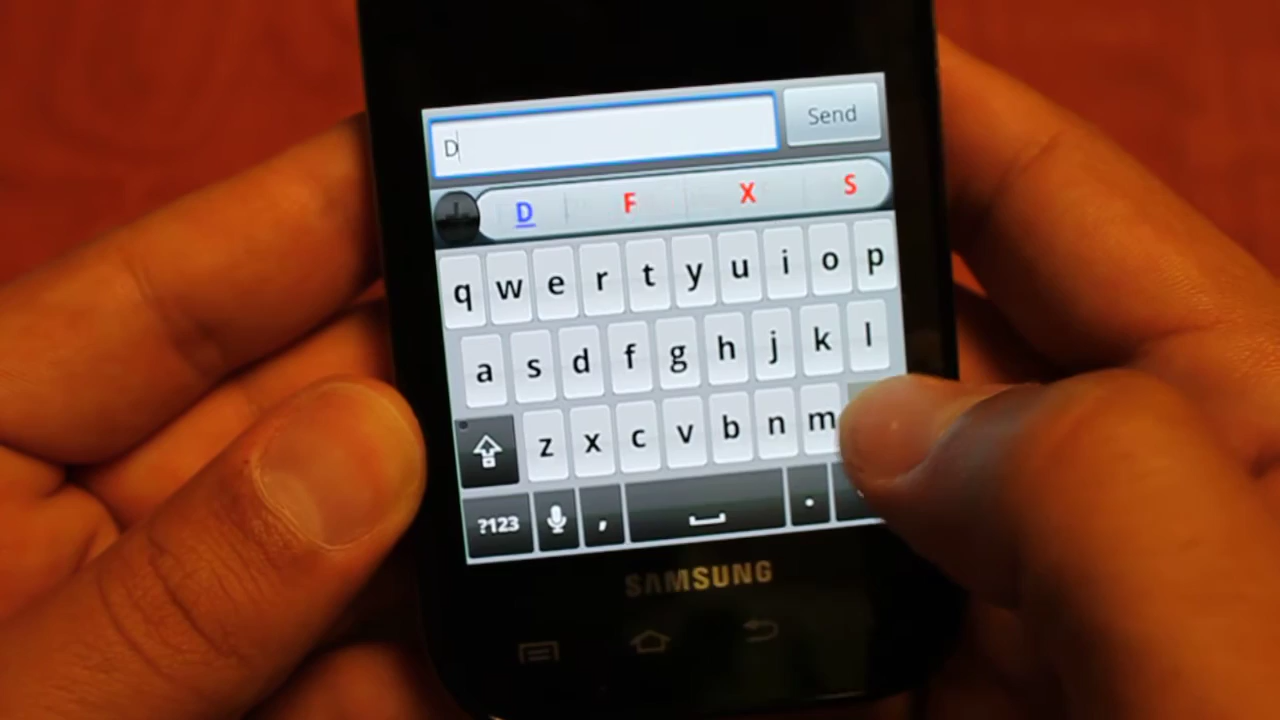 D
Send
D F X S
q w e r t y u i o p
a s d f g h j k l
z x c v b n m
?123 , .
SAMSUNG